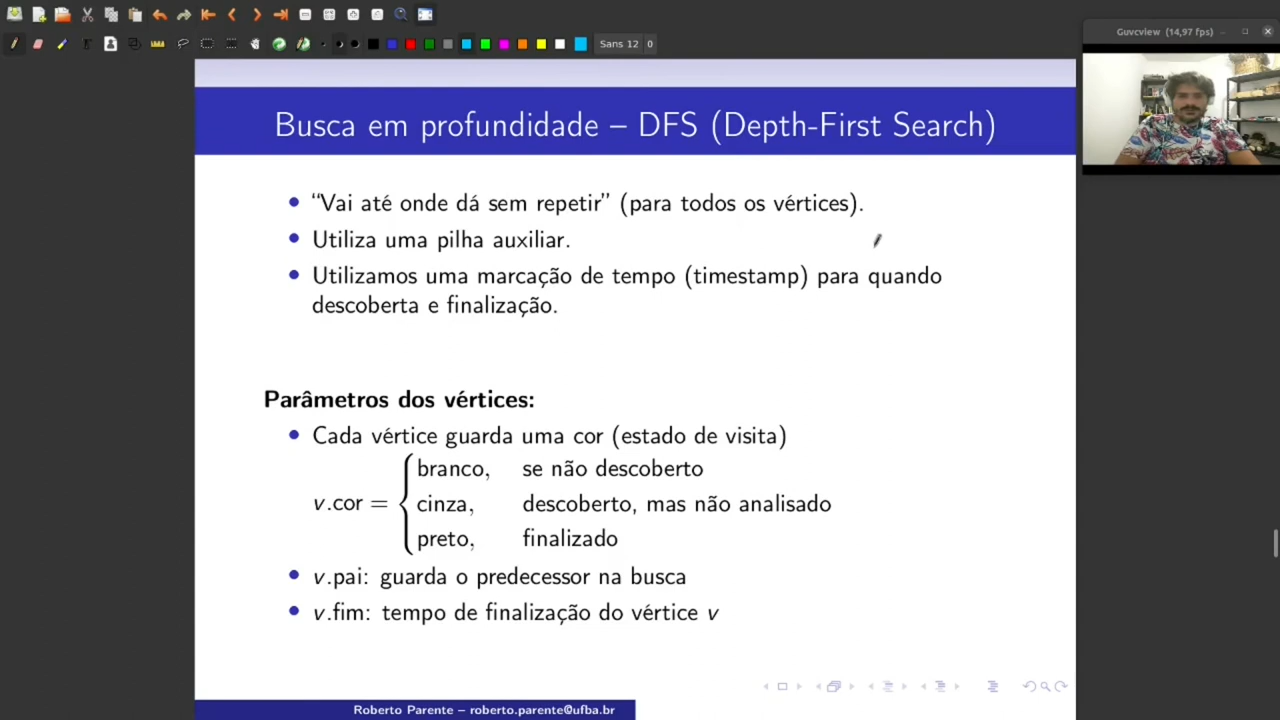 Sans 12 0
Guvcview (14,97 fps)
Busca em profundidade – DFS (Depth-First Search)
“Vai até onde dá sem repetir” (para todos os vértices).
Utiliza uma pilha auxiliar.
Utilizamos uma marcação de tempo (timestamp) para quando
descoberta e finalização.
Parâmetros dos vértices:
Cada vértice guarda uma cor (estado de visita)
branco, se não descoberto
v.cor = cinza, descoberto, mas não analisado
preto, finalizado
v.pai: guarda o predecessor na busca
v.fim: tempo de finalização do vértice v
Roberto Parente – roberto.parente@ufba.br